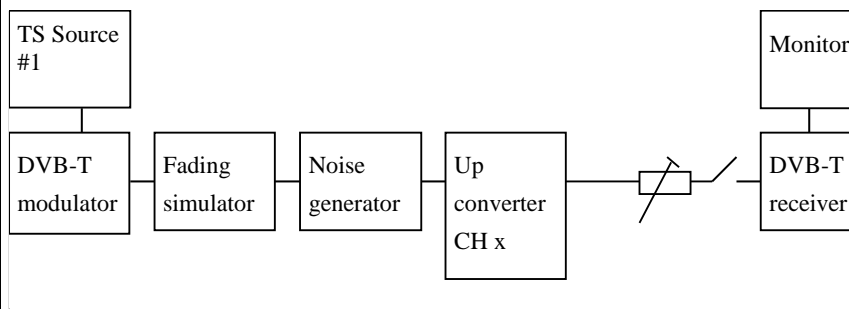 TS Source
#1
Monitor
DVB-T
modulator
Fading
simulator
Noise
generator
Up
converter
CH x
DVB-T
receiver